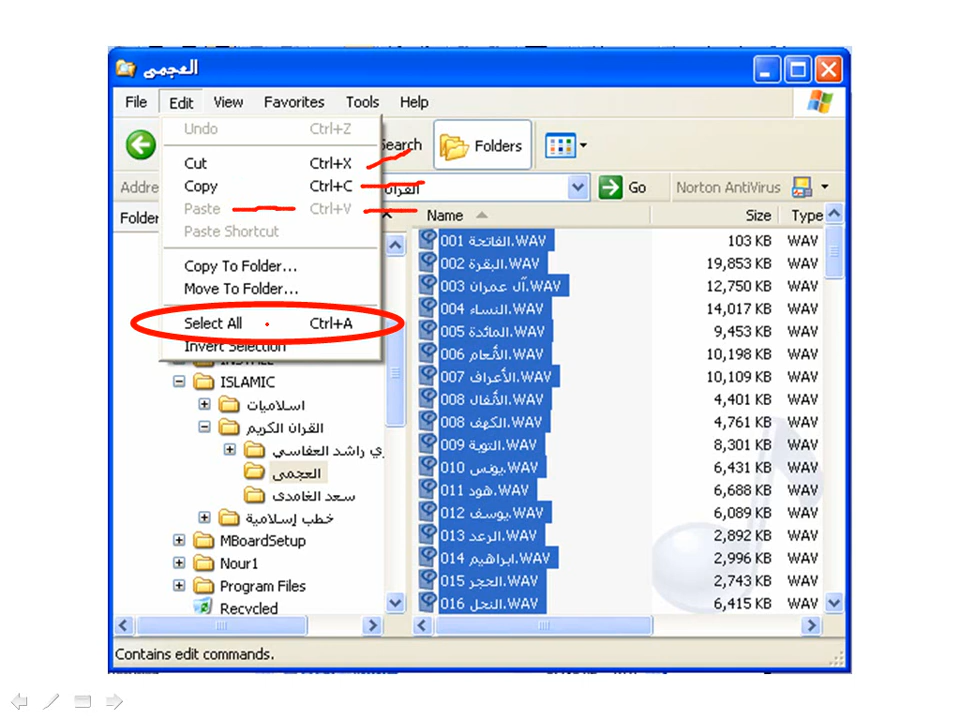 العجمى
File Edit View Favorites Tools Help
Undo Ctrl+Z
Search Folders
Cut Ctrl+X
Copy Ctrl+C
Addre القران Go Norton AntiVirus
Paste Ctrl+V
Folder Name Size Type
Paste Shortcut
Copy To Folder...
Move To Folder...
Select All Ctrl+A
Invert Selection
001 الفاتحة.WAV 103 KB WAV
002 البقرة.WAV 19,853 KB WAV
003 آل عمران.WAV 12,750 KB WAV
004 النساء.WAV 14,017 KB WAV
005 المائدة.WAV 9,453 KB WAV
006 الأنعام.WAV 10,198 KB WAV
007 الأعراف.WAV 10,109 KB WAV
008 الأنفال.WAV 4,401 KB WAV
008 الكهف.WAV 4,761 KB WAV
009 التوبة.WAV 8,301 KB WAV
010 يونس.WAV 6,431 KB WAV
011 هود.WAV 6,688 KB WAV
012 يوسف.WAV 6,089 KB WAV
013 الرعد.WAV 2,892 KB WAV
014 ابراهيم.WAV 2,996 KB WAV
015 الحجر.WAV 2,743 KB WAV
016 النحل.WAV 6,415 KB WAV
INSTALL
ISLAMIC
اسلاميات
القران الكريم
ري راشد العفاسي
العجمى
سعد الغامدى
خطب إسلامية
MBoardSetup
Nour1
Program Files
Recycled
Contains edit commands.